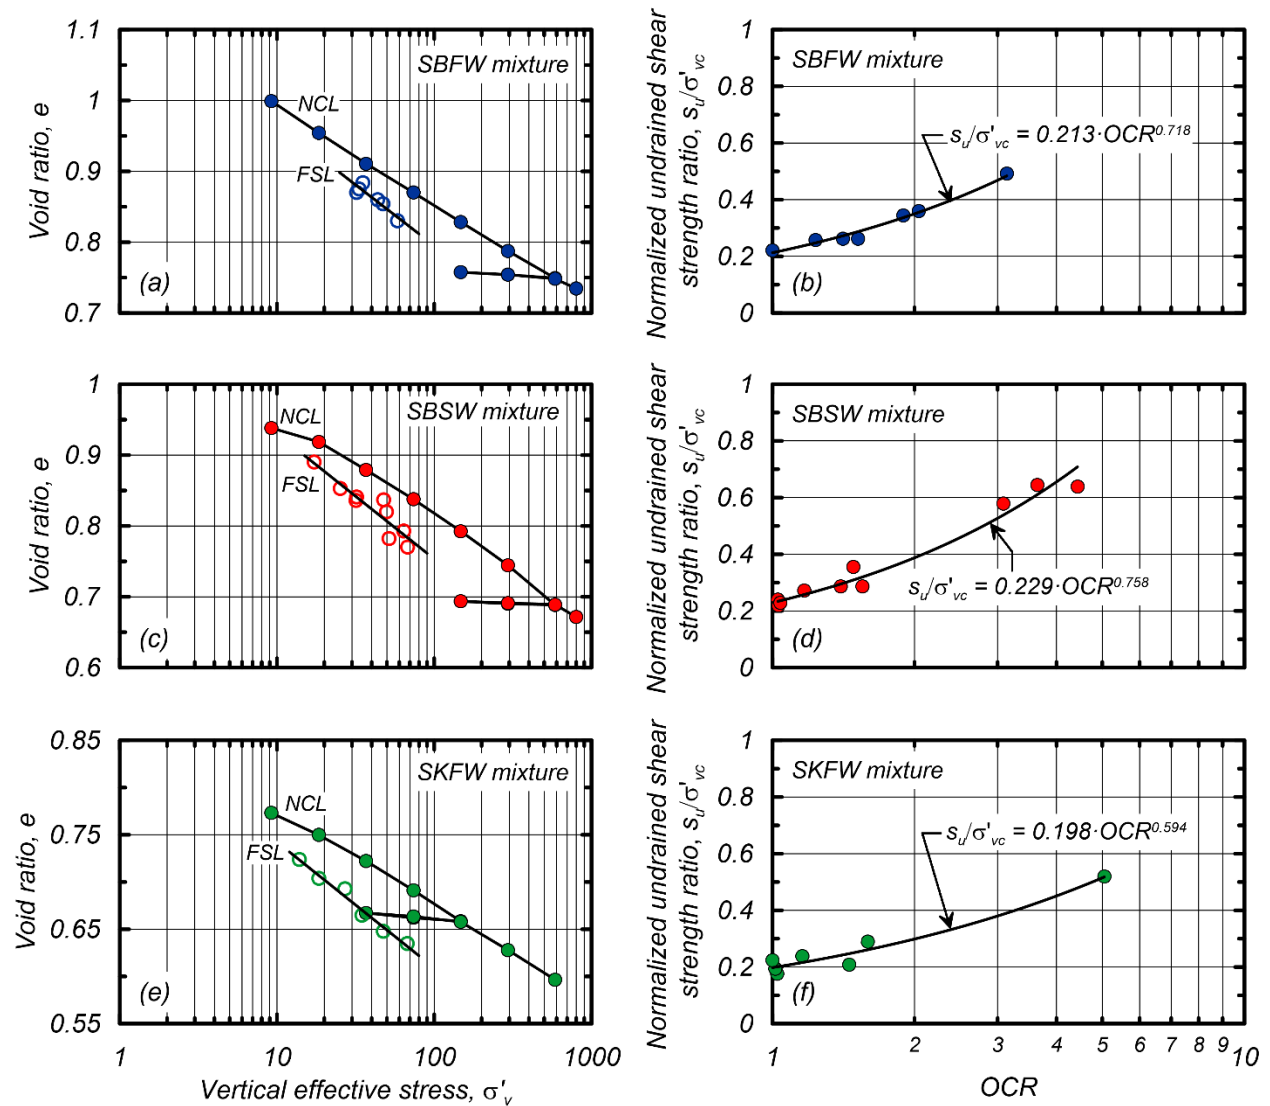 1.1
1
0.9
0.8
0.7
Void ratio, e
SBFW mixture
NCL
FSL
(a)
1
0.8
0.6
0.4
0.2
0
Normalized undrained shear
strength ratio, su/σ'vc
SBFW mixture
su/σ'vc = 0.213·OCR0.718
(b)
1
0.9
0.8
0.7
0.6
Void ratio, e
SBSW mixture
NCL
FSL
(c)
1
0.8
0.6
0.4
0.2
0
Normalized undrained shear
strength ratio, su/σ'vc
SBSW mixture
su/σ'vc = 0.229·OCR0.758
(d)
0.85
0.75
0.65
0.55
Void ratio, e
SKFW mixture
NCL
FSL
(e)
1 10 100 1000
Vertical effective stress, σ'v
1
0.8
0.6
0.4
0.2
0
Normalized undrained shear
strength ratio, su/σ'vc
SKFW mixture
su/σ'vc = 0.198·OCR0.594
(f)
1 2 3 4 5 6 7 8 9 10
OCR